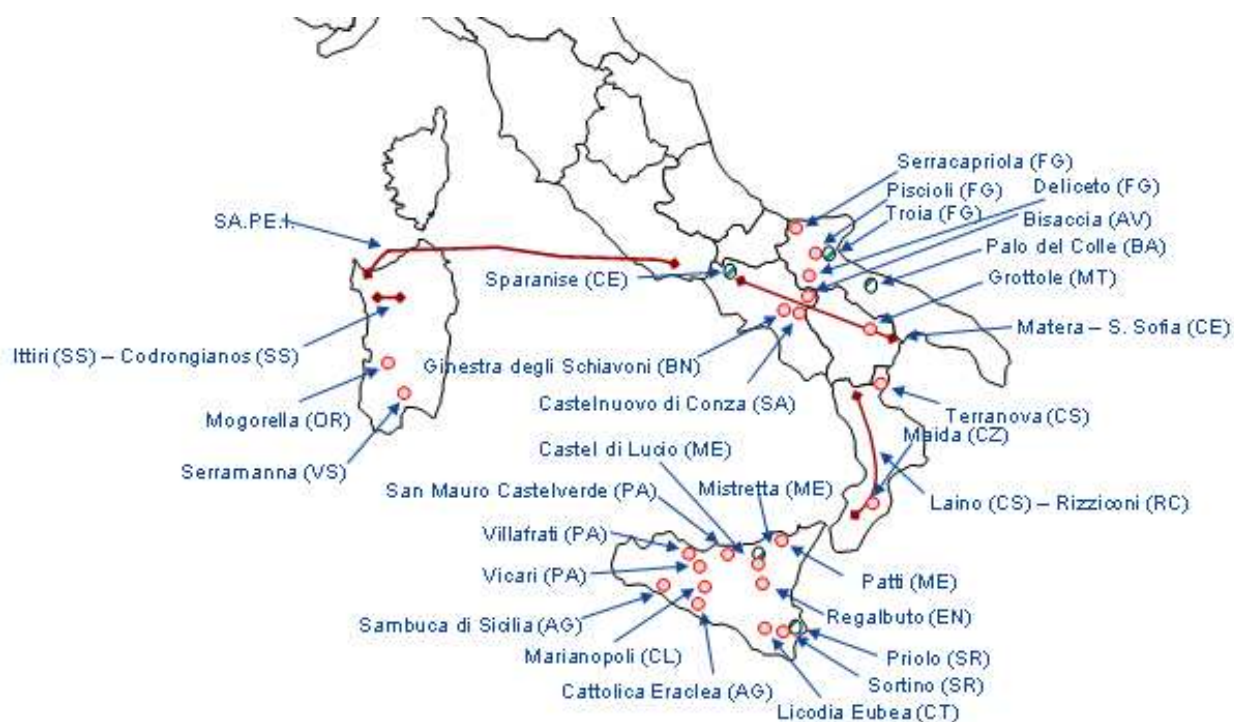 Serracapriola (FG)
Piscioli (FG)
Deliceto (FG)
Troia (FG)
Bisaccia (AV)
SA.PE.I.
Palo del Colle (BA)
Sparanise (CE)
Grottole (MT)
Matera – S. Sofia (CE)
Ittiri (SS) – Codrongianos (SS)
Ginestra degli Schiavoni (BN)
Castelnuovo di Conza (SA)
Mogorella (OR)
Terranova (CS)
Maida (CZ)
Castel di Lucio (ME)
Serramanna (VS)
San Mauro Castelverde (PA)
Mistretta (ME)
Laino (CS) – Rizziconi (RC)
Villafrati (PA)
Vicari (PA)
Patti (ME)
Regalbuto (EN)
Sambuca di Sicilia (AG)
Marianopoli (CL)
Priolo (SR)
Cattolica Eraclea (AG)
Sortino (SR)
Licodia Eubea (CT)